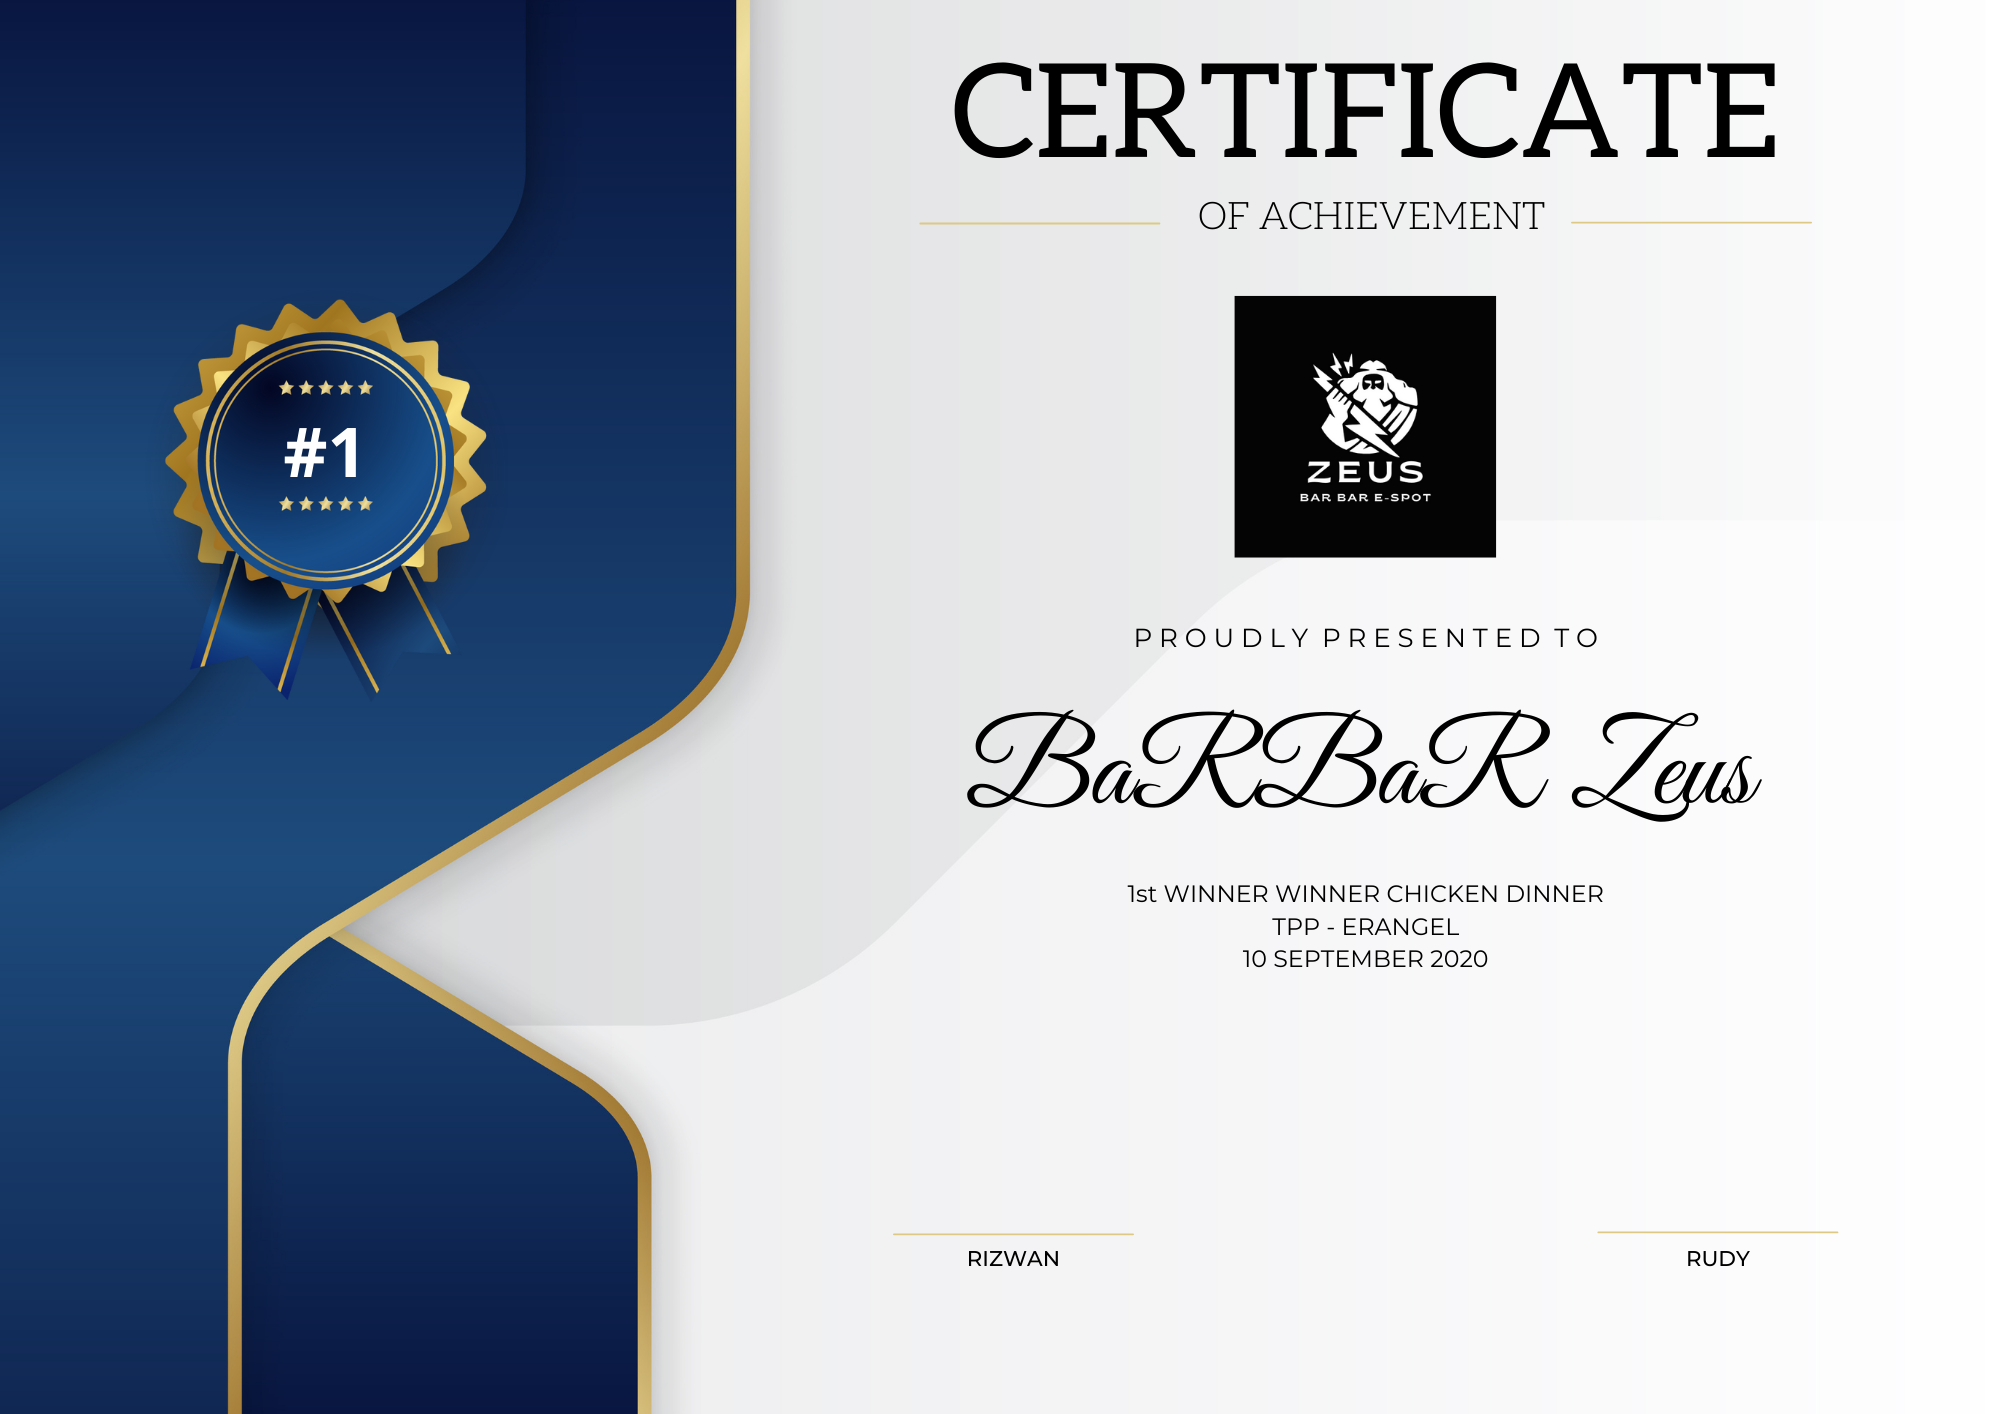 CERTIFICATE
OF ACHIEVEMENT
#1
ZEUS
BAR BAR E-SPOT
PROUDLY PRESENTED TO
BaRBaR Zeus
1st WINNER WINNER CHICKEN DINNER
TPP - ERANGEL
10 SEPTEMBER 2020
RIZWAN
RUDY